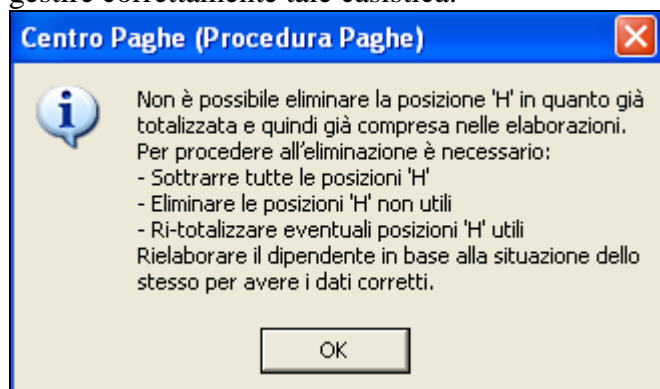 gestire correttamente tale casistica.
Centro Paghe (Procedura Paghe)
Non è possibile eliminare la posizione 'H' in quanto già
totalizzata e quindi già compresa nelle elaborazioni.
Per procedere all'eliminazione è necessario:
- Sottrarre tutte le posizioni 'H'
- Eliminare le posizioni 'H' non utili
- Ri-totalizzare eventuali posizioni 'H' utili
Rielaborare il dipendente in base alla situazione dello
stesso per avere i dati corretti.
OK